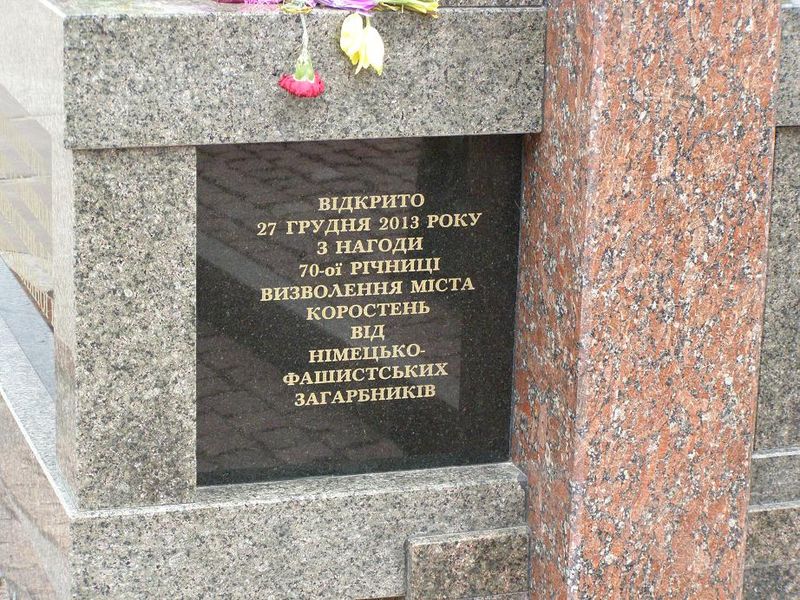 ВІДКРИТО
27 ГРУДНЯ 2013 РОКУ
З НАГОДИ
70-ої РІЧНИЦІ
ВИЗВОЛЕННЯ МІСТА
КОРОСТЕНЬ
ВІД
НІМЕЦЬКО-
ФАШИСТСЬКИХ
ЗАГАРБНИКІВ